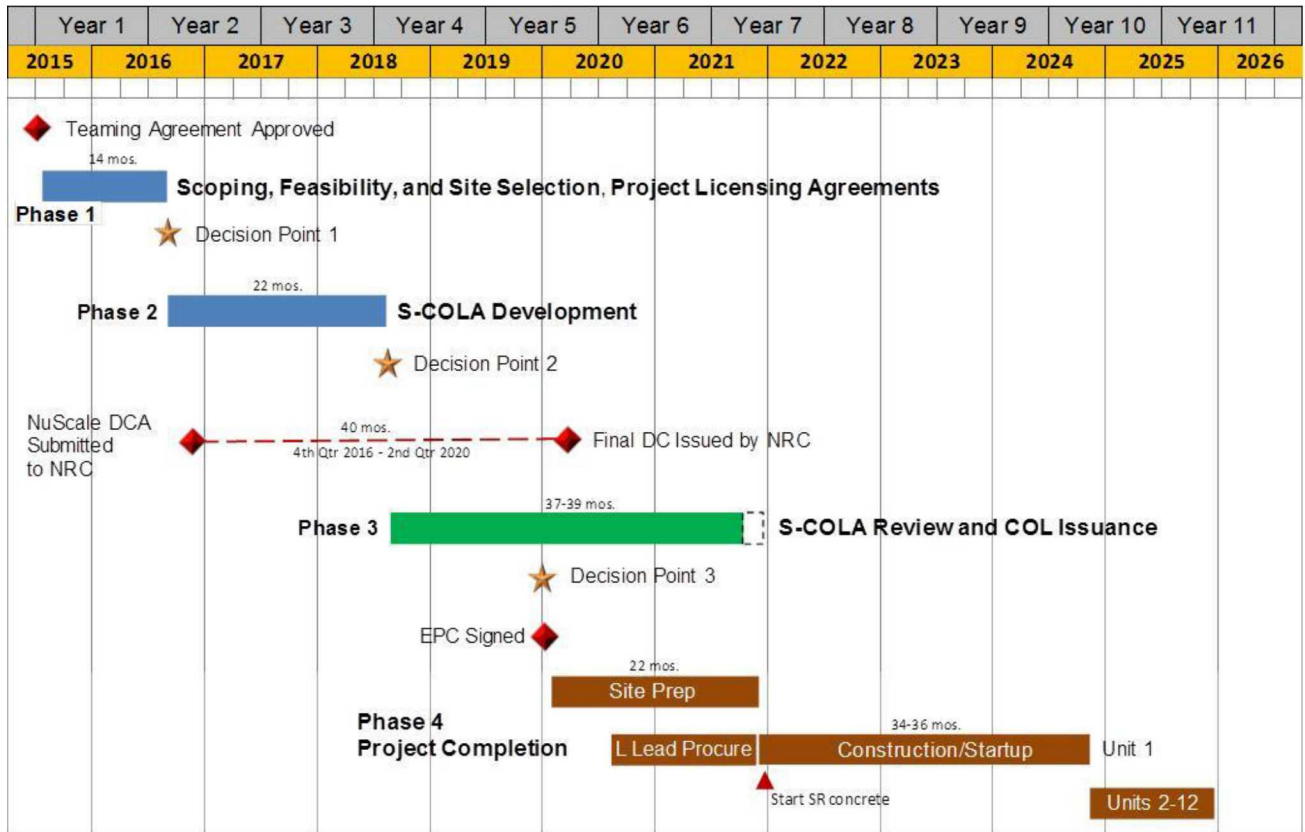 Year 1 Year 2 Year 3 Year 4 Year 5 Year 6 Year 7 Year 8 Year 9 Year 10 Year 11
2015 2016 2017 2018 2019 2020 2021 2022 2023 2024 2025 2026
Teaming Agreement Approved
14 mos.
Scoping, Feasibility, and Site Selection, Project Licensing Agreements
Phase 1
Decision Point 1
22 mos.
Phase 2 S-COLA Development
Decision Point 2
NuScale DCA
Submitted
to NRC
40 mos.
4th Qtr 2016 - 2nd Qtr 2020
Final DC Issued by NRC
37-39 mos.
Phase 3 S-COLA Review and COL Issuance
Decision Point 3
EPC Signed
22 mos.
Site Prep
Phase 4
Project Completion
34-36 mos.
L Lead Procure Construction/Startup Unit 1
Start SR concrete
Units 2-12